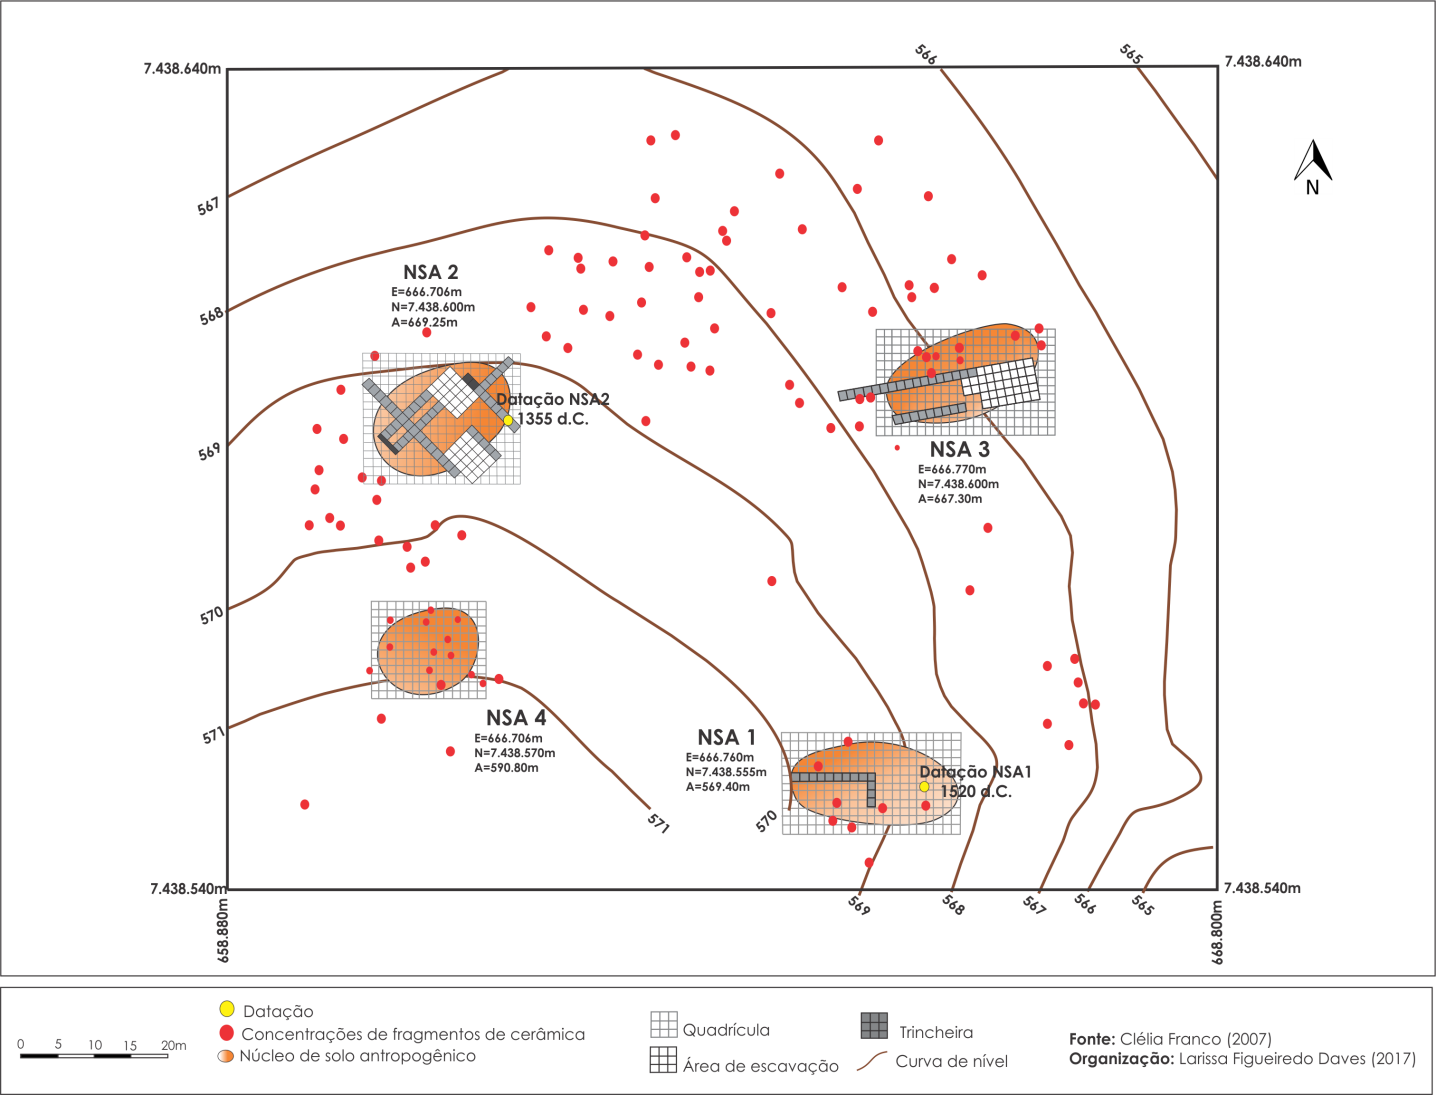 566
565
7.438.640m
7.438.640m
N
567
NSA 2
E=666.706m
N=7.438.600m
A=669.25m
568
Datação NSA2
1355 d.C.
569
NSA 3
E=666.770m
N=7.438.600m
A=667.30m
570
571
NSA 4
E=666.706m
N=7.438.570m
A=590.80m
NSA 1
E=666.760m
N=7.438.555m
A=569.40m
Datação NSA1
1520 d.C.
571
570
7.438.540m
7.438.540m
569
568
567
566
565
658.880m
668.800m
0 5 10 15 20m
Datação
Concentrações de fragmentos de cerâmica
Núcleo de solo antropogênico
Quadrícula
Área de escavação
Trincheira
Curva de nível
Fonte: Clélia Franco (2007)
Organização: Larissa Figueiredo Daves (2017)